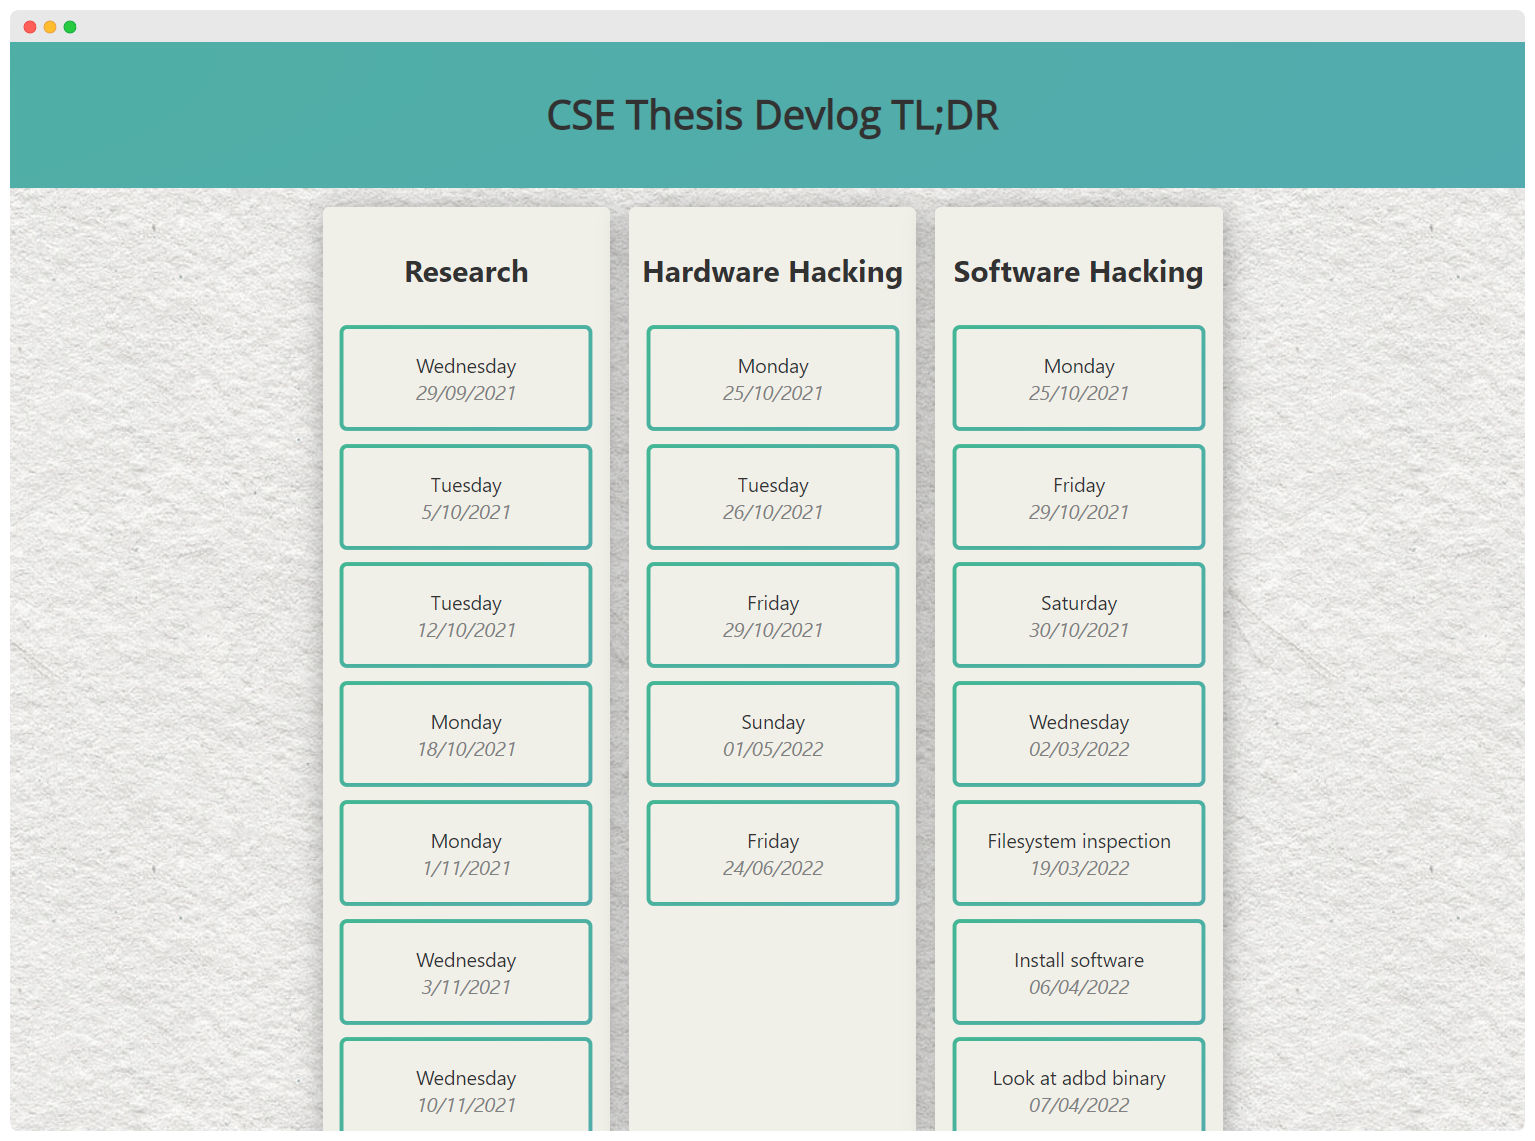 CSE Thesis Devlog TL;DR
Research
Wednesday
29/09/2021
Tuesday
5/10/2021
Tuesday
12/10/2021
Monday
18/10/2021
Monday
1/11/2021
Wednesday
3/11/2021
Wednesday
10/11/2021
Hardware Hacking
Monday
25/10/2021
Tuesday
26/10/2021
Friday
29/10/2021
Sunday
01/05/2022
Friday
24/06/2022
Software Hacking
Monday
25/10/2021
Friday
29/10/2021
Saturday
30/10/2021
Wednesday
02/03/2022
Filesystem inspection
19/03/2022
Install software
06/04/2022
Look at adbd binary
07/04/2022